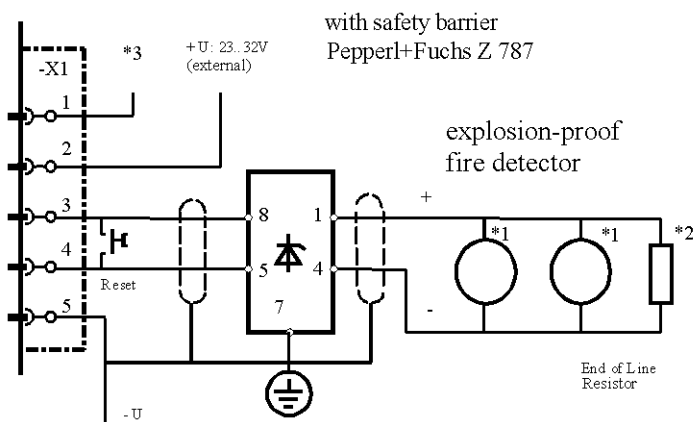 with safety barrier
Pepperl+Fuchs Z 787
-X1
*3
+U: 23..32V
(external)
1
2
3
4
5
Reset
8
1
5
4
7
explosion-proof
fire detector
+
*1
*1
*2
-
End of Line
Resistor
-U